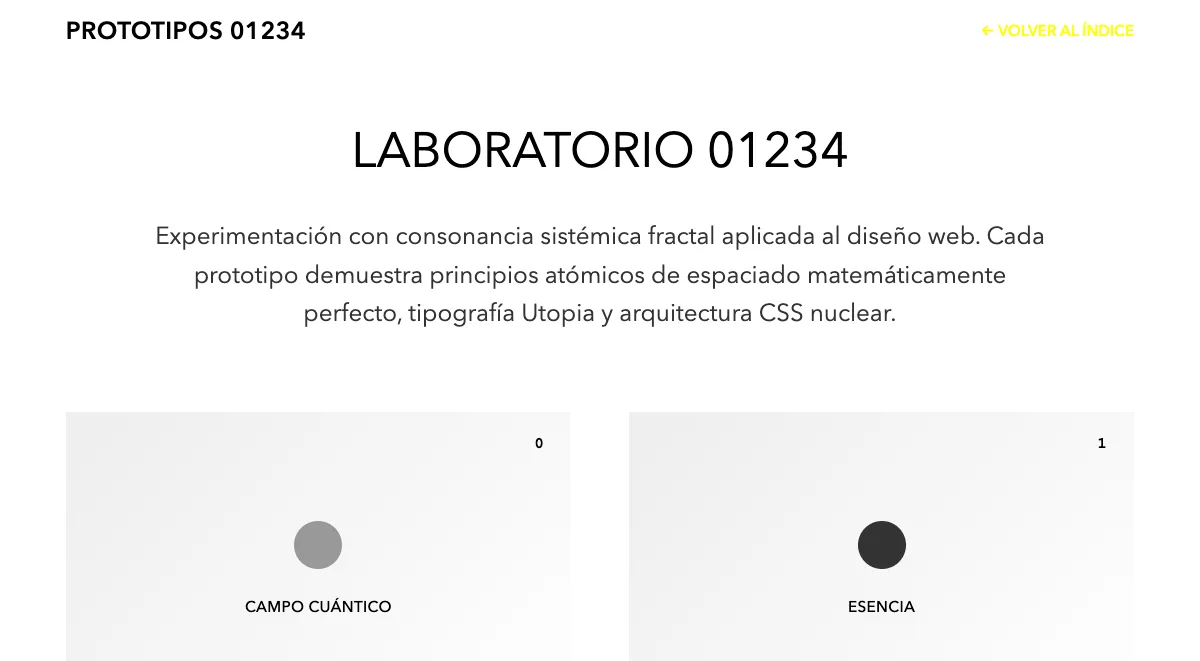 PROTOTIPOS 01234
← VOLVER AL ÍNDICE
LABORATORIO 01234
Experimentación con consonancia sistémica fractal aplicada al diseño web. Cada
prototipo demuestra principios atómicos de espaciado matemáticamente
perfecto, tipografía Utopia y arquitectura CSS nuclear.
0
CAMPO CUÁNTICO
1
ESENCIA